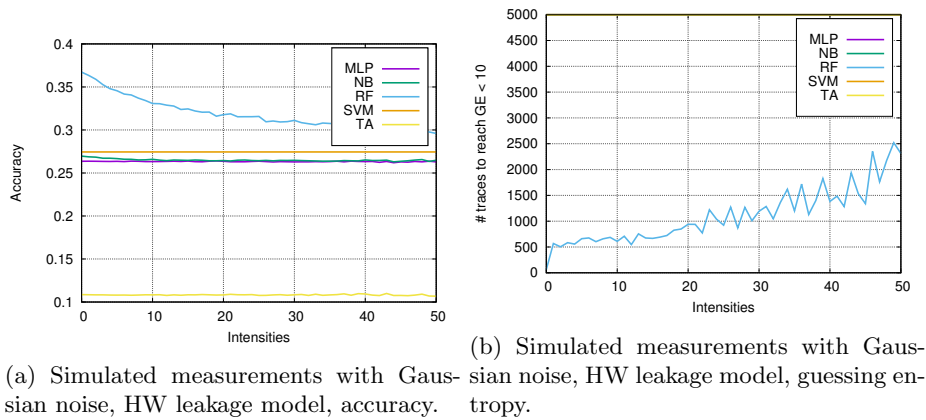 0.4
0.35
0.3
0.25
0.2
0.15
0.1
Accuracy
MLP
NB
RF
SVM
TA
0 10 20 30 40 50
Intensities
(a) Simulated measurements with Gaus-
sian noise, HW leakage model, accuracy.
5000
4500
4000
3500
3000
2500
2000
1500
1000
500
0
# traces to reach GE < 10
MLP
NB
RF
SVM
TA
0 10 20 30 40 50
Intensities
(b) Simulated measurements with Gaus-
sian noise, HW leakage model, guessing en-
tropy.